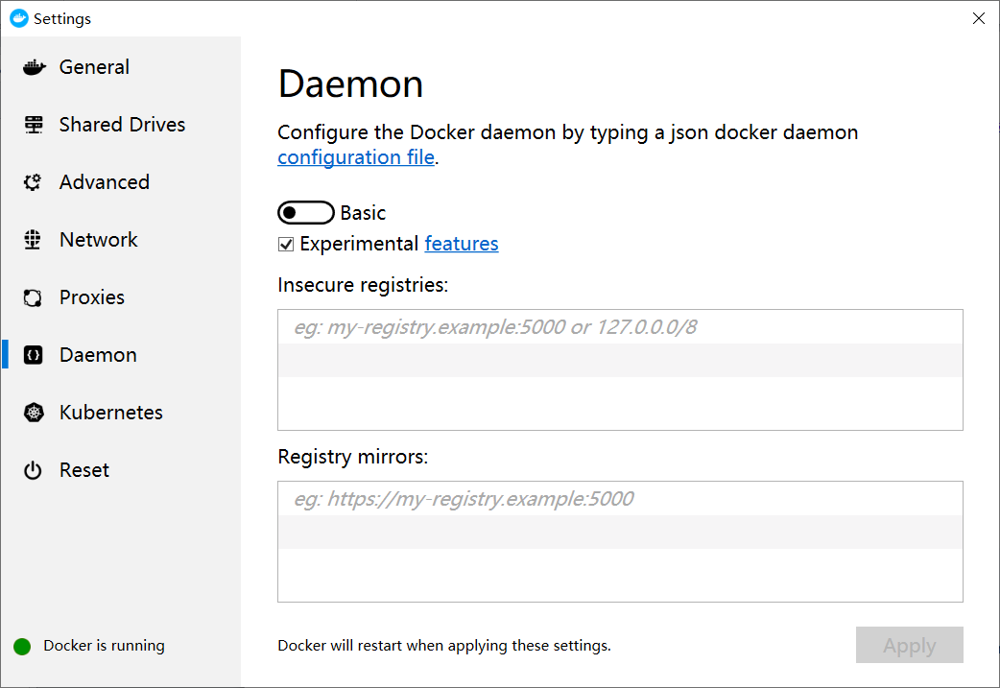 Settings
General
Shared Drives
Advanced
Network
Proxies
Daemon
Kubernetes
Reset
Docker is running
Daemon
Configure the Docker daemon by typing a json docker daemon
configuration file.
Basic
Experimental features
Insecure registries:
eg: my-registry.example:5000 or 127.0.0.0/8
Registry mirrors:
eg: https://my-registry.example:5000
Docker will restart when applying these settings.
Apply